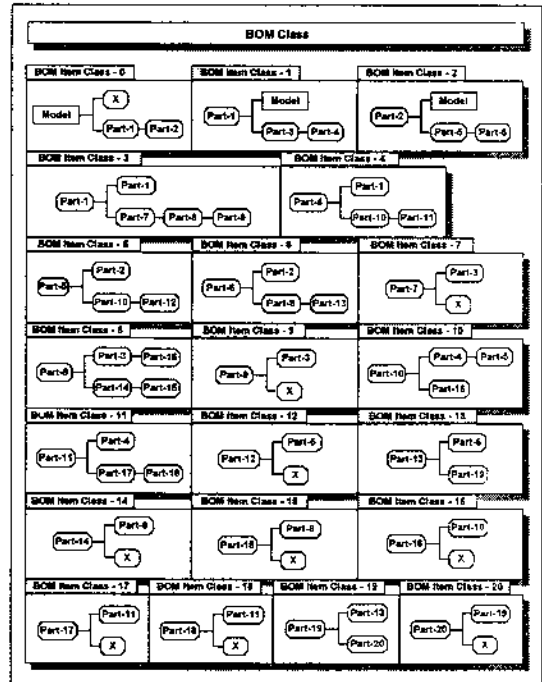 BOM Class
BOM Item Class - 0
Model
X
Part-1
Part-2
BOM Item Class - 1
Part-1
Model
Part-3
Part-4
BOM Item Class - 2
Part-2
Model
Part-5
Part-6
BOM Item Class - 3
Part-1
Part-1
Part-7
Part-8
Part-9
BOM Item Class - 4
Part-4
Part-1
Part-10
Part-11
BOM Item Class - 5
Part-5
Part-2
Part-10
Part-12
BOM Item Class - 6
Part-6
Part-2
Part-8
Part-13
BOM Item Class - 7
Part-7
Part-3
X
BOM Item Class - 8
Part-8
Part-3
Part-14
Part-15
BOM Item Class - 9
Part-9
Part-3
X
BOM Item Class - 10
Part-10
Part-4
Part-5
Part-16
BOM Item Class - 11
Part-11
Part-4
Part-17
Part-18
BOM Item Class - 12
Part-12
Part-5
X
BOM Item Class - 13
Part-13
Part-6
Part-19
BOM Item Class - 14
Part-14
X
BOM Item Class - 15
Part-15
Part-8
X
BOM Item Class
Part-16
Part-10
X
BOM Item Class - 17
Part-17
Part-11
X
BOM Item Class - 18
Part-18
Part-11
X
BOM Item Class - 19
Part-19
Part-13
Part-20
BOM Item Class - 20
Part-20
Part-19
X